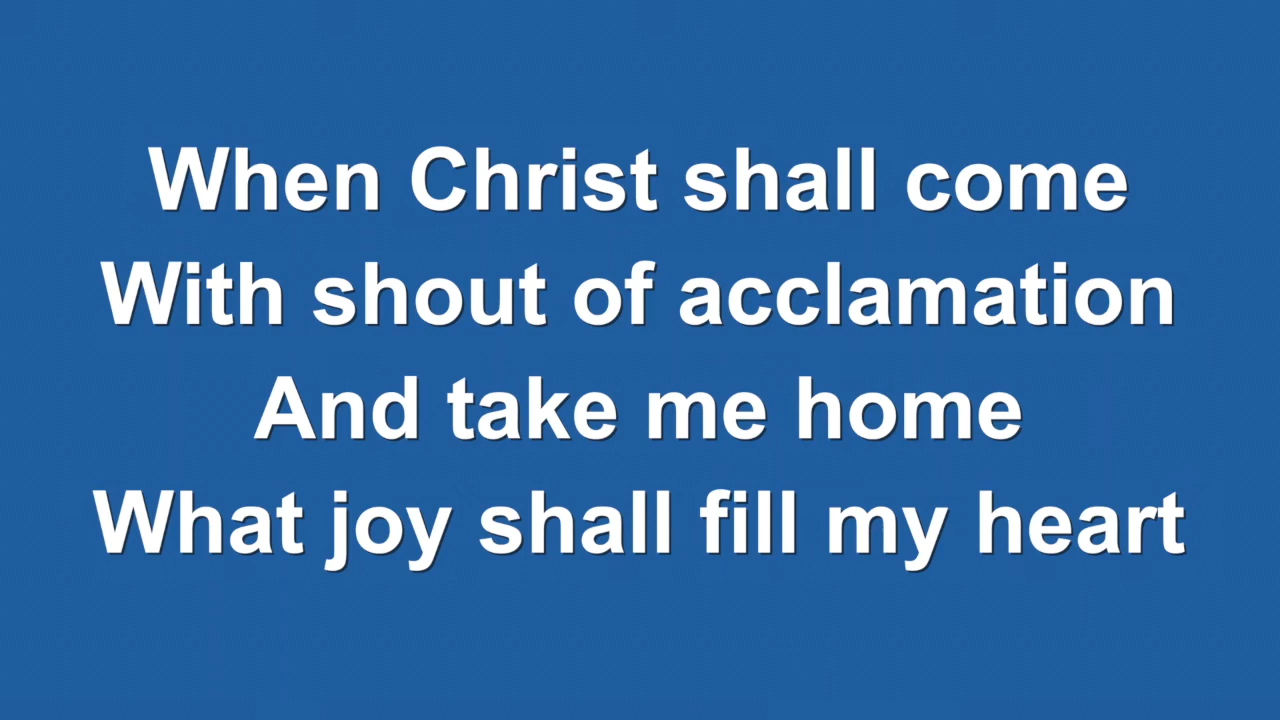 When Christ shall come
With shout of acclamation
And take me home
What joy shall fill my heart